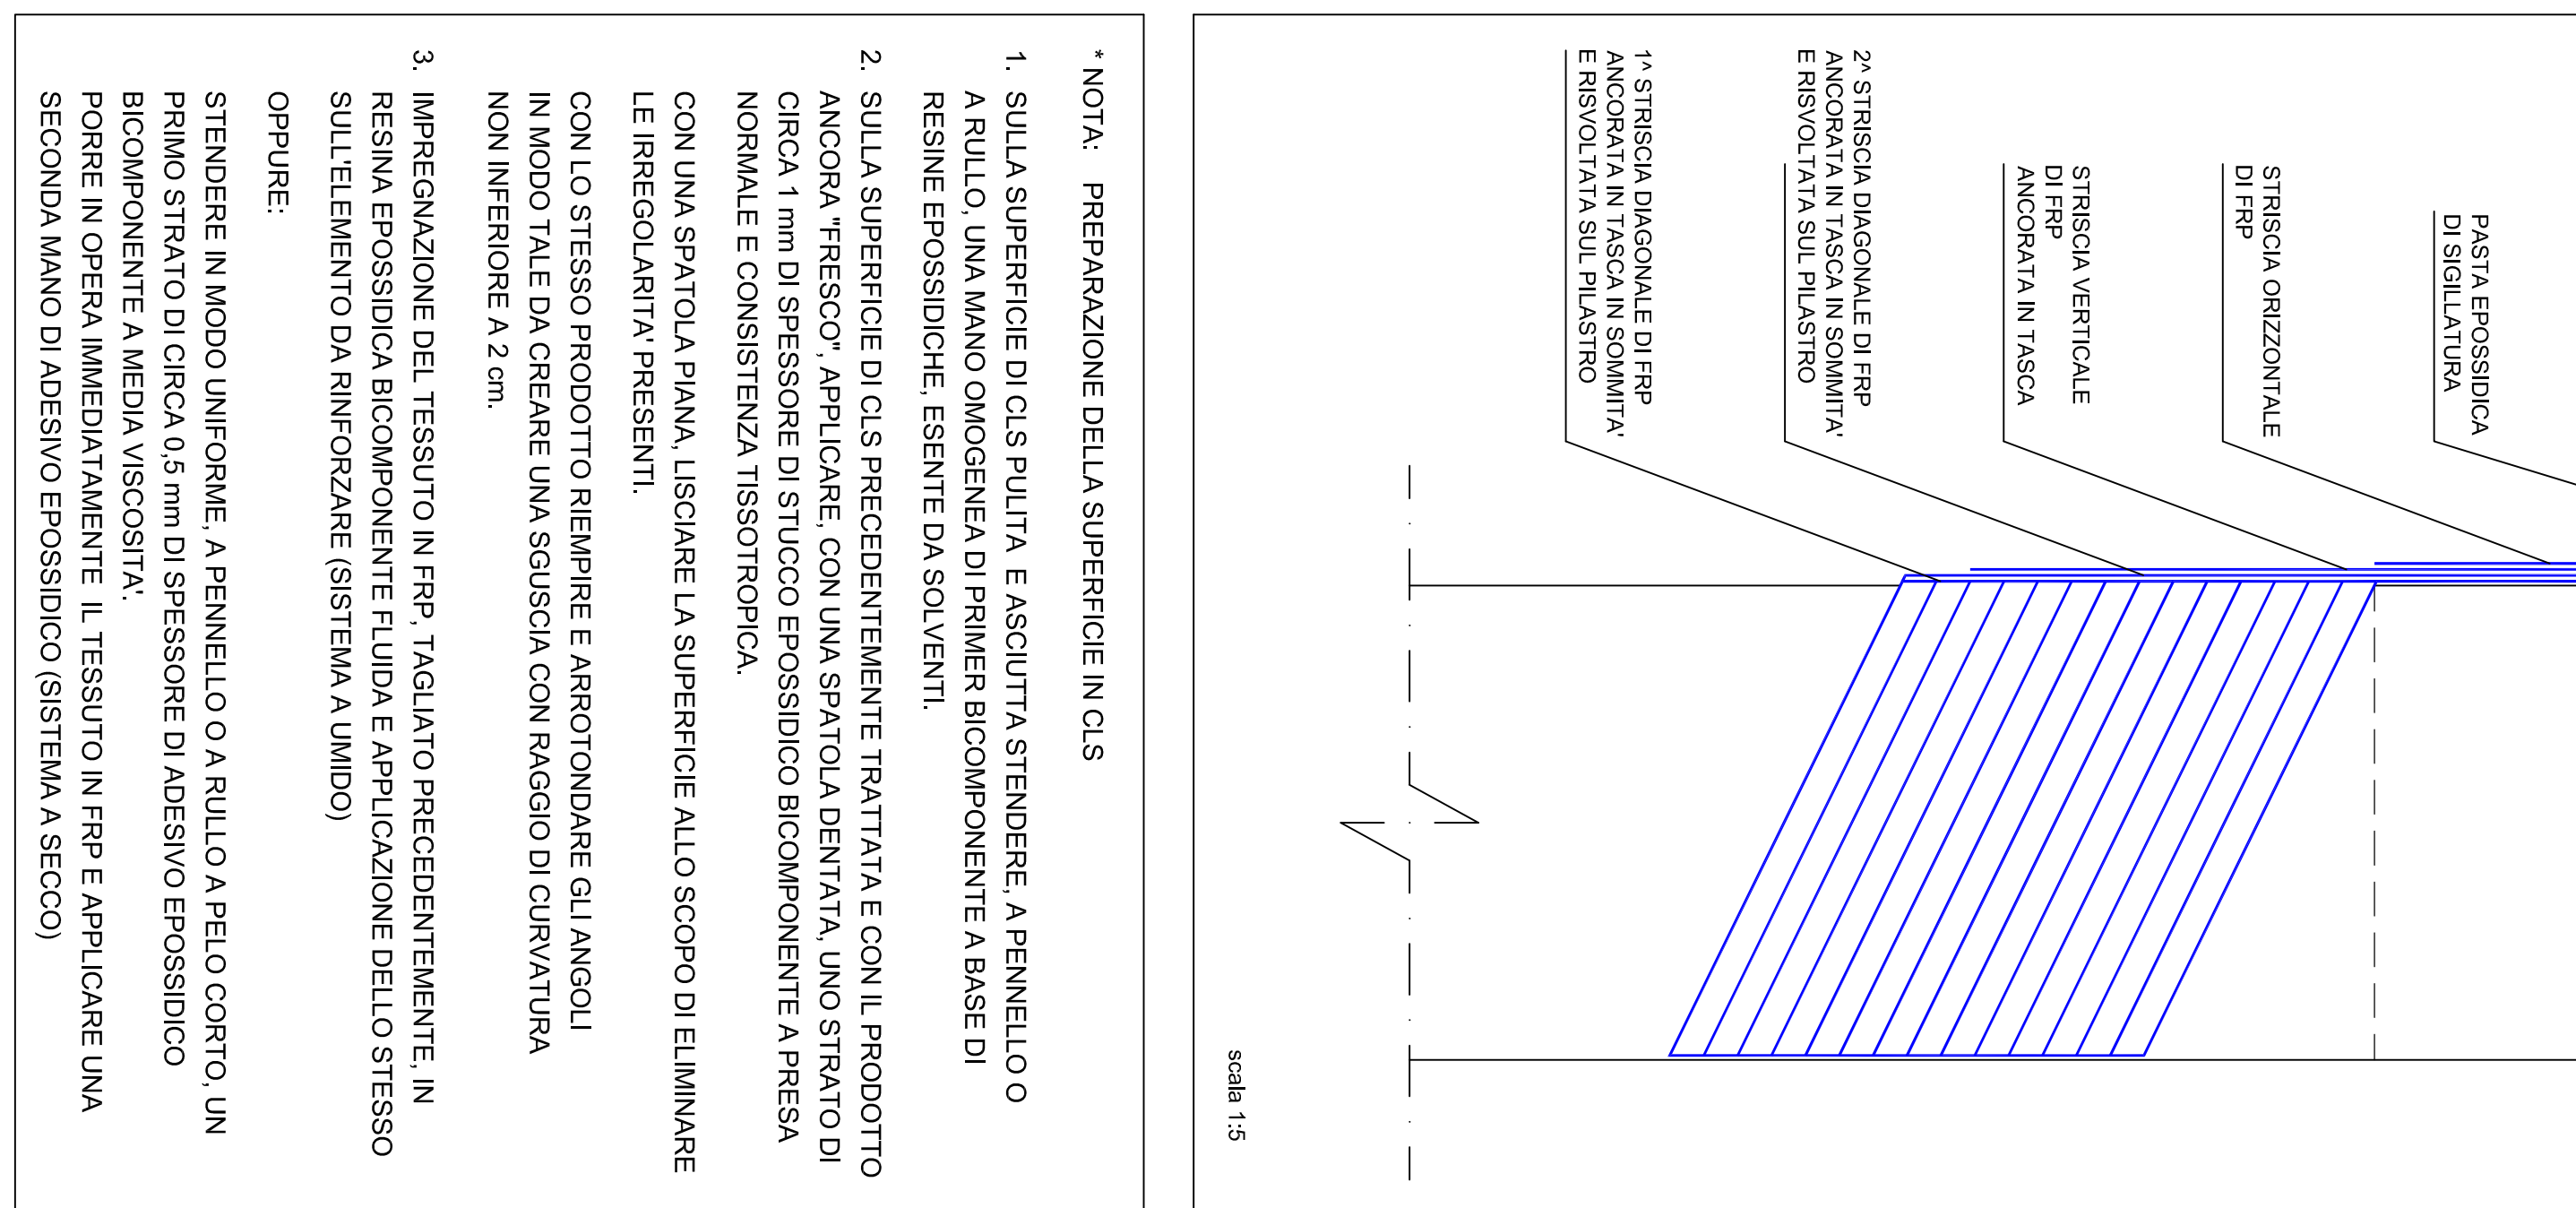 PASTA EPOSSIDICA
DI SIGILLATURA
STRISCIA ORIZZONTALE
DI FRP
STRISCIA VERTICALE
DI FRP
ANCORATA IN TASCA
2^ STRISCIA DIAGONALE DI FRP
ANCORATA IN TASCA IN SOMMITA'
E RISVOLTATA SUL PILASTRO
1^ STRISCIA DIAGONALE DI FRP
ANCORATA IN TASCA IN SOMMITA'
E RISVOLTATA SUL PILASTRO
scala 1:5
* NOTA: PREPARAZIONE DELLA SUPERFICIE IN CLS
1. SULLA SUPERFICIE DI CLS PULITA E ASCIUTTA STENDERE, A PENNELLO O
A RULLO, UNA MANO OMOGENEA DI PRIMER BICOMPONENTE A BASE DI
RESINE EPOSSIDICHE, ESENTE DA SOLVENTI.
2. SULLA SUPERFICIE DI CLS PRECEDENTEMENTE TRATTATA E CON IL PRODOTTO
ANCORA "FRESCO", APPLICARE, CON UNA SPATOLA DENTATA, UNO STRATO DI
CIRCA 1 mm DI SPESSORE DI STUCCO EPOSSIDICO BICOMPONENTE A PRESA
NORMALE E CONSISTENZA TISSOTROPICA.
CON UNA SPATOLA PIANA, LISCIARE LA SUPERFICIE ALLO SCOPO DI ELIMINARE
LE IRREGOLARITA' PRESENTI.
CON LO STESSO PRODOTTO RIEMPIRE E ARROTONDARE GLI ANGOLI
IN MODO TALE DA CREARE UNA SGUSCIA CON RAGGIO DI CURVATURA
NON INFERIORE A 2 cm.
3. IMPREGNAZIONE DEL TESSUTO IN FRP, TAGLIATO PRECEDENTEMENTE, IN
RESINA EPOSSIDICA BICOMPONENTE FLUIDA E APPLICAZIONE DELLO STESSO
SULL'ELEMENTO DA RINFORZARE (SISTEMA A UMIDO)
OPPURE:
STENDERE IN MODO UNIFORME, A PENNELLO O A RULLO A PELO CORTO, UN
PRIMO STRATO DI CIRCA 0,5 mm DI SPESSORE DI ADESIVO EPOSSIDICO
BICOMPONENTE A MEDIA VISCOSITA'.
PORRE IN OPERA IMMEDIATAMENTE IL TESSUTO IN FRP E APPLICARE UNA
SECONDA MANO DI ADESIVO EPOSSIDICO (SISTEMA A SECCO)